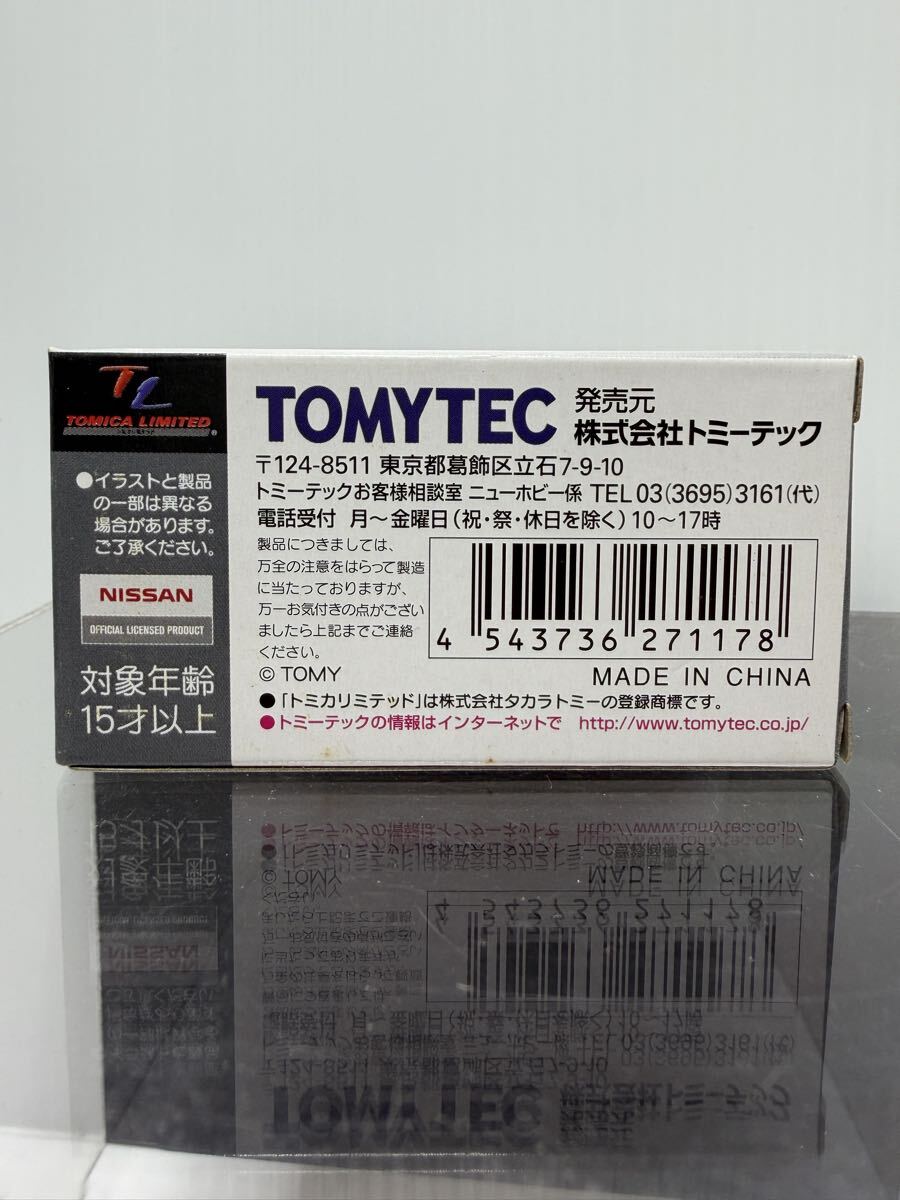 TL
TOMICA LIMITED
●イラストと製品
の一部は異なる
場合があります。
ご了承ください。
NISSAN
OFFICIAL LICENSED PRODUCT
対象年齢
15才以上
TOMYTEC 発売元
株式会社トミーテック
〒124-8511 東京都葛飾区立石7-9-10
トミーテックお客様相談室 ニューホビー係 TEL 03(3695)3161(代)
電話受付 月～金曜日(祝・祭・休日を除く)10～17時
製品につきましては、
万全の注意をはらって製造
に当たっておりますが、
万一お気付きの点がござい
ましたら上記までご連絡
ください。
© TOMY
4 543736 271178
MADE IN CHINA
●「トミカリミテッド」は株式会社タカラトミーの登録商標です。
●トミーテックの情報はインターネットで http://www.tomytec.co.jp/